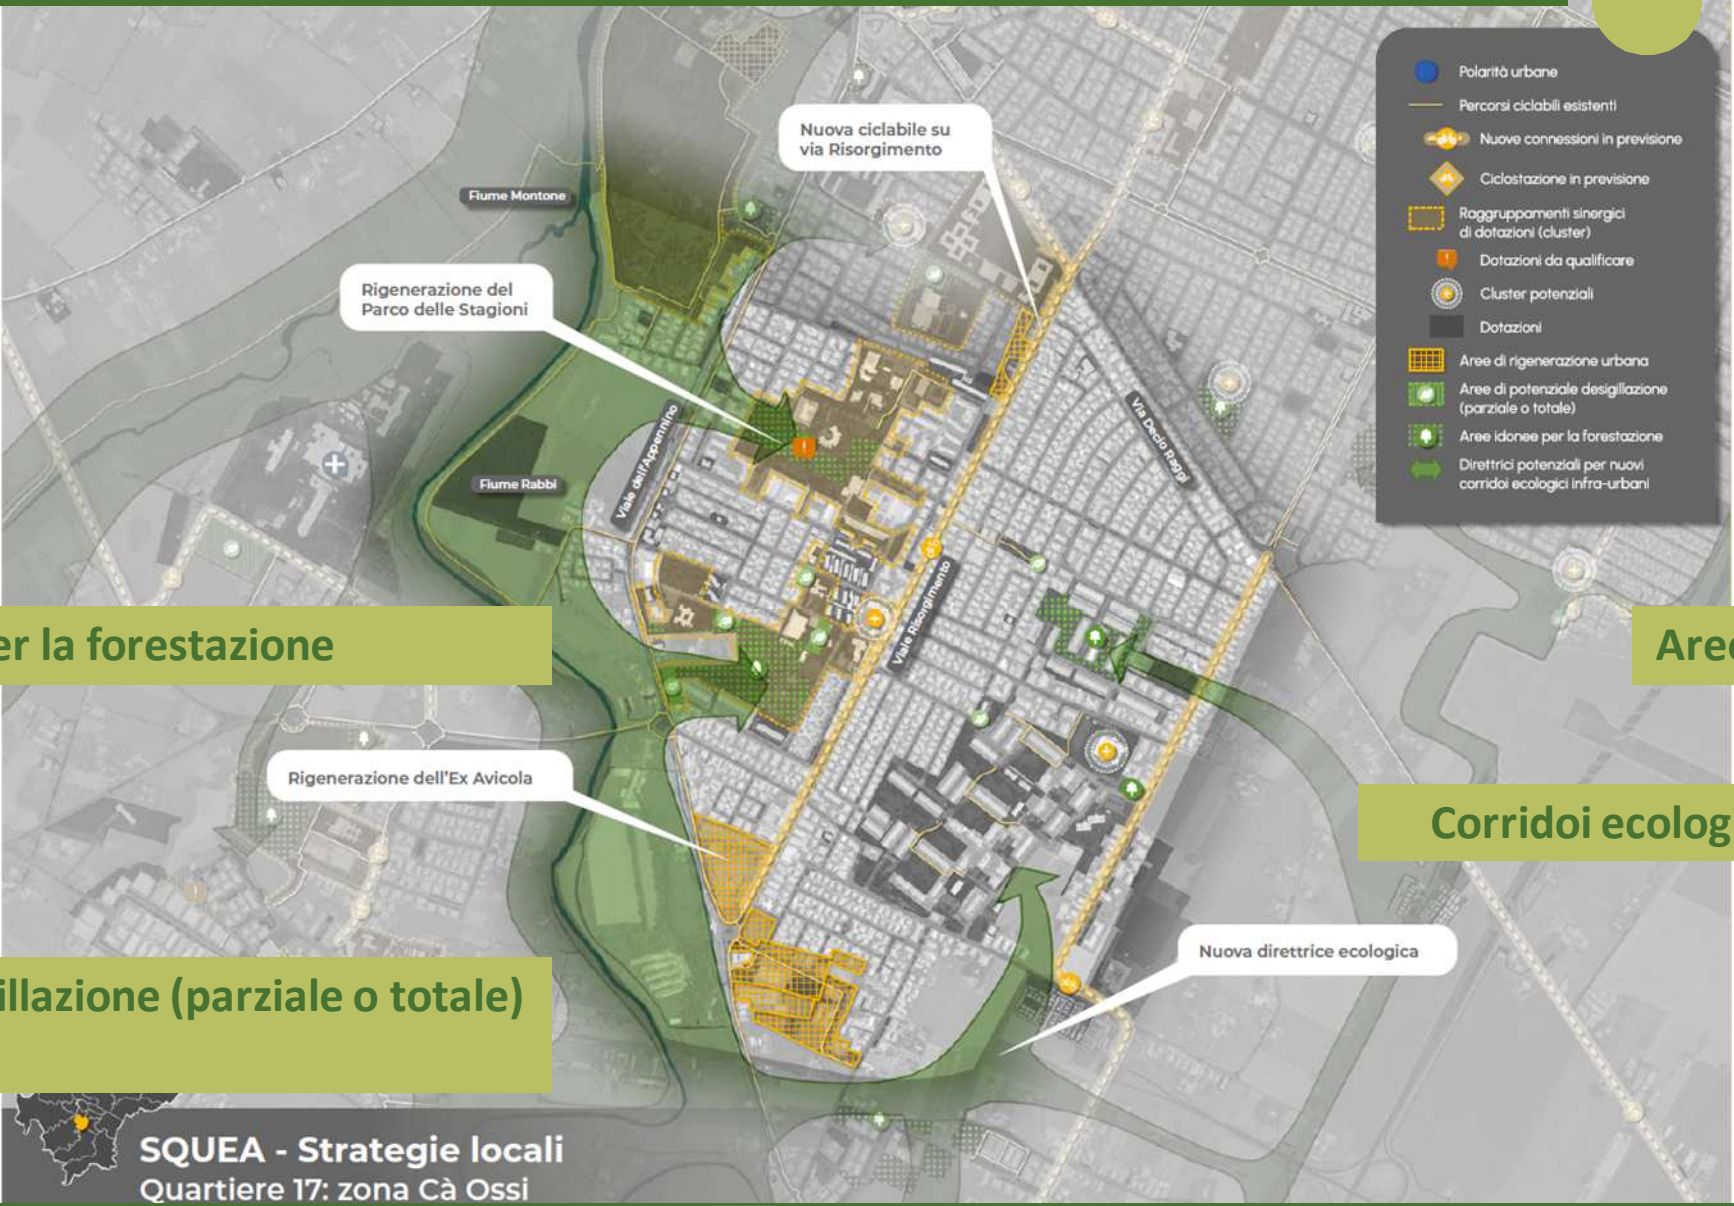 Nuova ciclabile su
via Risorgimento
Fiume Montone
Rigenerazione del
Parco delle Stagioni
Fiume Rabbi
Viale dell'Appennino
Via Decio Raggi
Viale Risorgimento
Polarità urbane
Percorsi ciclabili esistenti
Nuove connessioni in previsione
Ciclostazione in previsione
Raggruppamenti sinergici
di dotazioni (cluster)
Dotazioni da qualificare
Cluster potenziali
Dotazioni
Aree di rigenerazione urbana
Aree di potenziale desigillazione
(parziale o totale)
Aree idonee per la forestazione
Direttrici potenziali per nuovi
corridoi ecologici infra-urbani
er la forestazione
Are
Rigenerazione dell'Ex Avicola
Corridoi ecolog
Nuova direttrice ecologica
illazione (parziale o totale)
SQUEA - Strategie locali
Quartiere 17: zona Cà Ossi